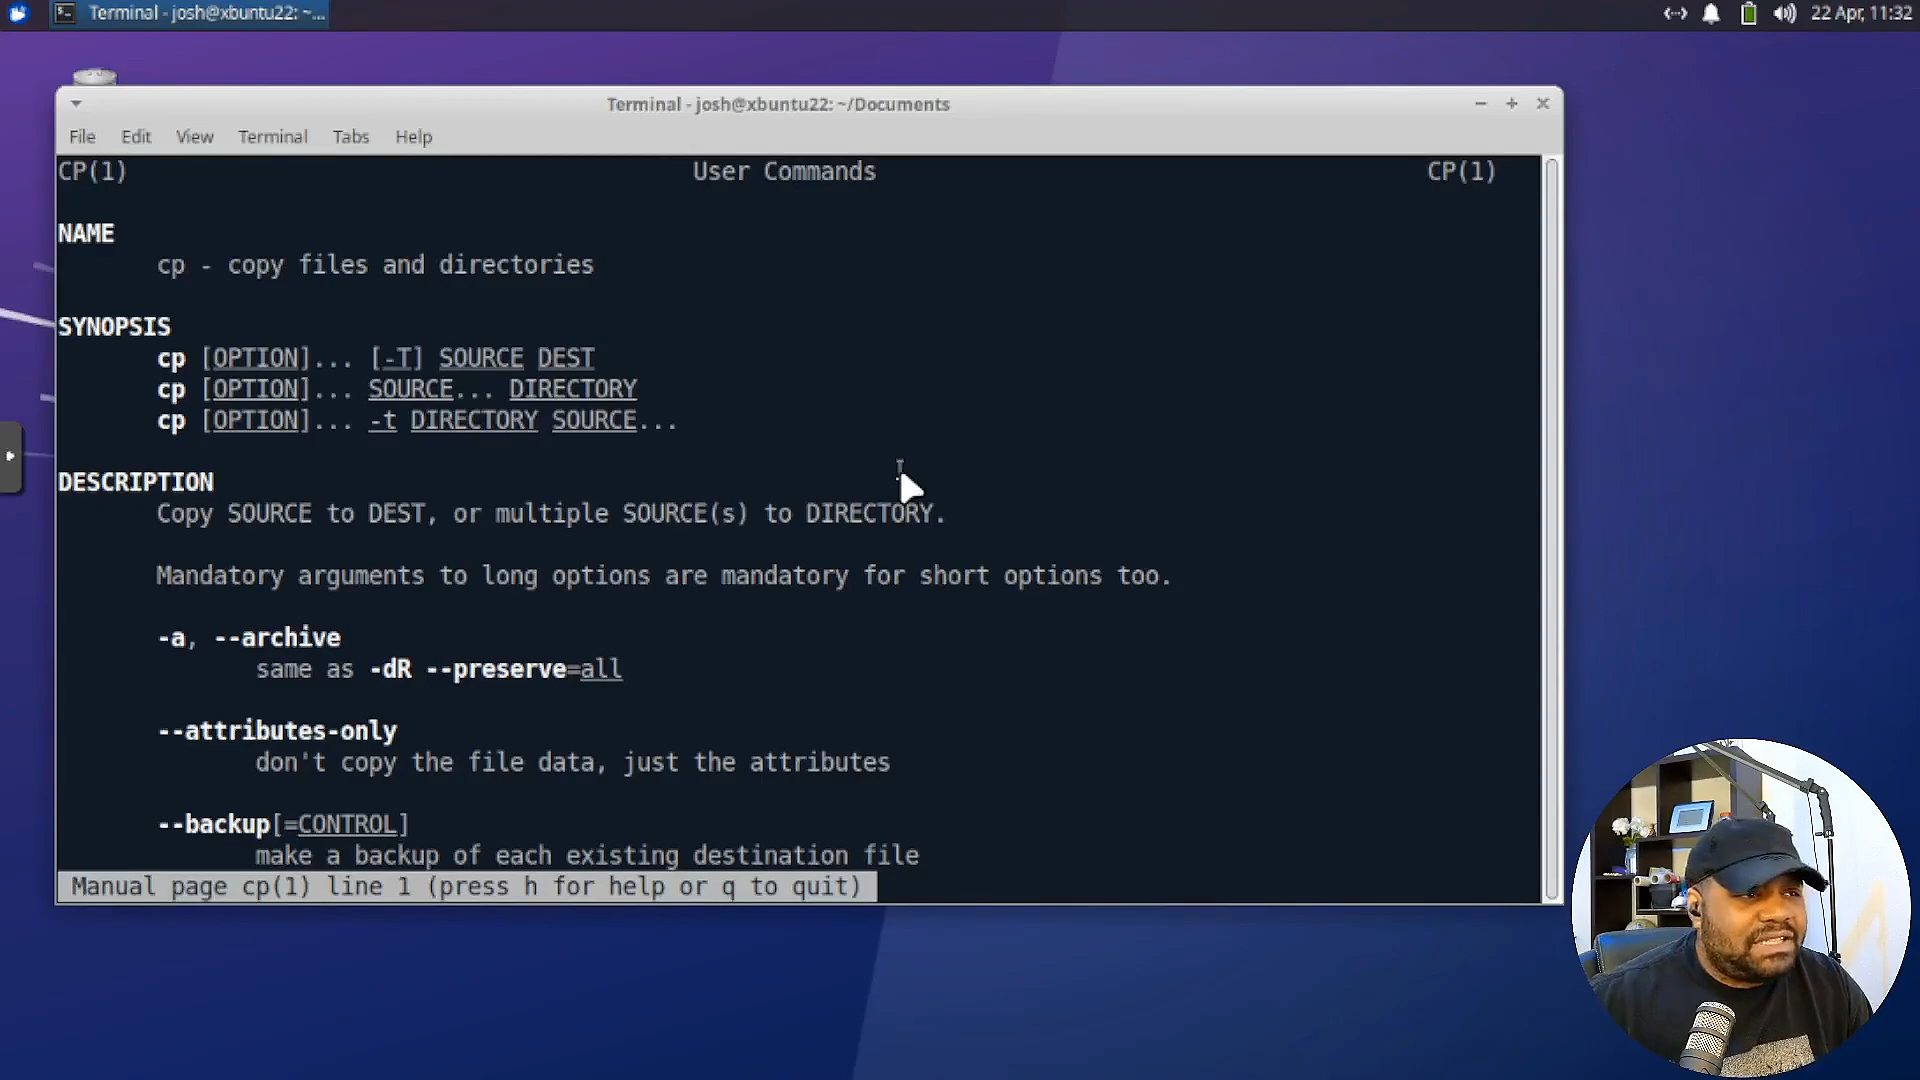 Terminal - josh@xbuntu22: ~...
22 Apr, 11:32
Terminal - josh@xbuntu22: ~/Documents
File Edit View Terminal Tabs Help
CP(1) User Commands CP(1)
NAME
cp - copy files and directories
SYNOPSIS
cp [OPTION]... [-T] SOURCE DEST
cp [OPTION]... SOURCE... DIRECTORY
cp [OPTION]... -t DIRECTORY SOURCE...
DESCRIPTION
Copy SOURCE to DEST, or multiple SOURCE(s) to DIRECTORY.
Mandatory arguments to long options are mandatory for short options too.
-a, --archive
same as -dR --preserve=all
--attributes-only
don't copy the file data, just the attributes
--backup[=CONTROL]
make a backup of each existing destination file
Manual page cp(1) line 1 (press h for help or q to quit)